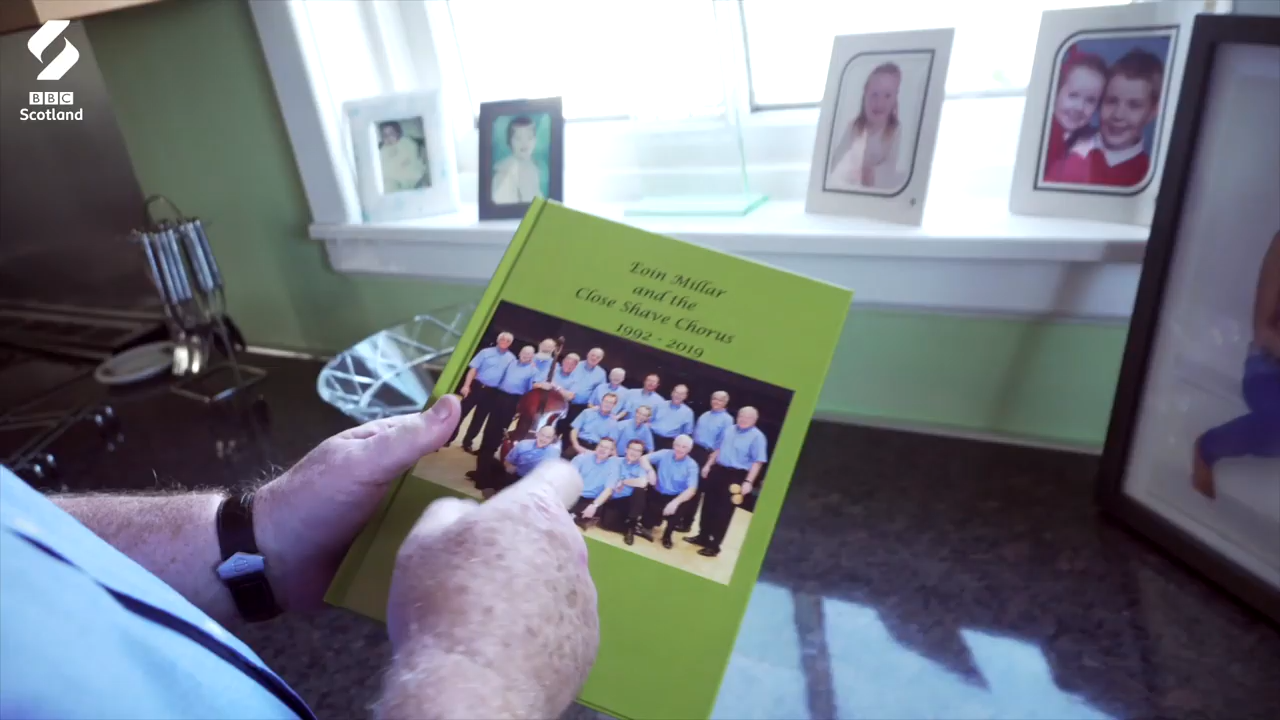 BBC
Scotland
Eoin Millar
and the
Close Shave Chorus
1992 - 2019